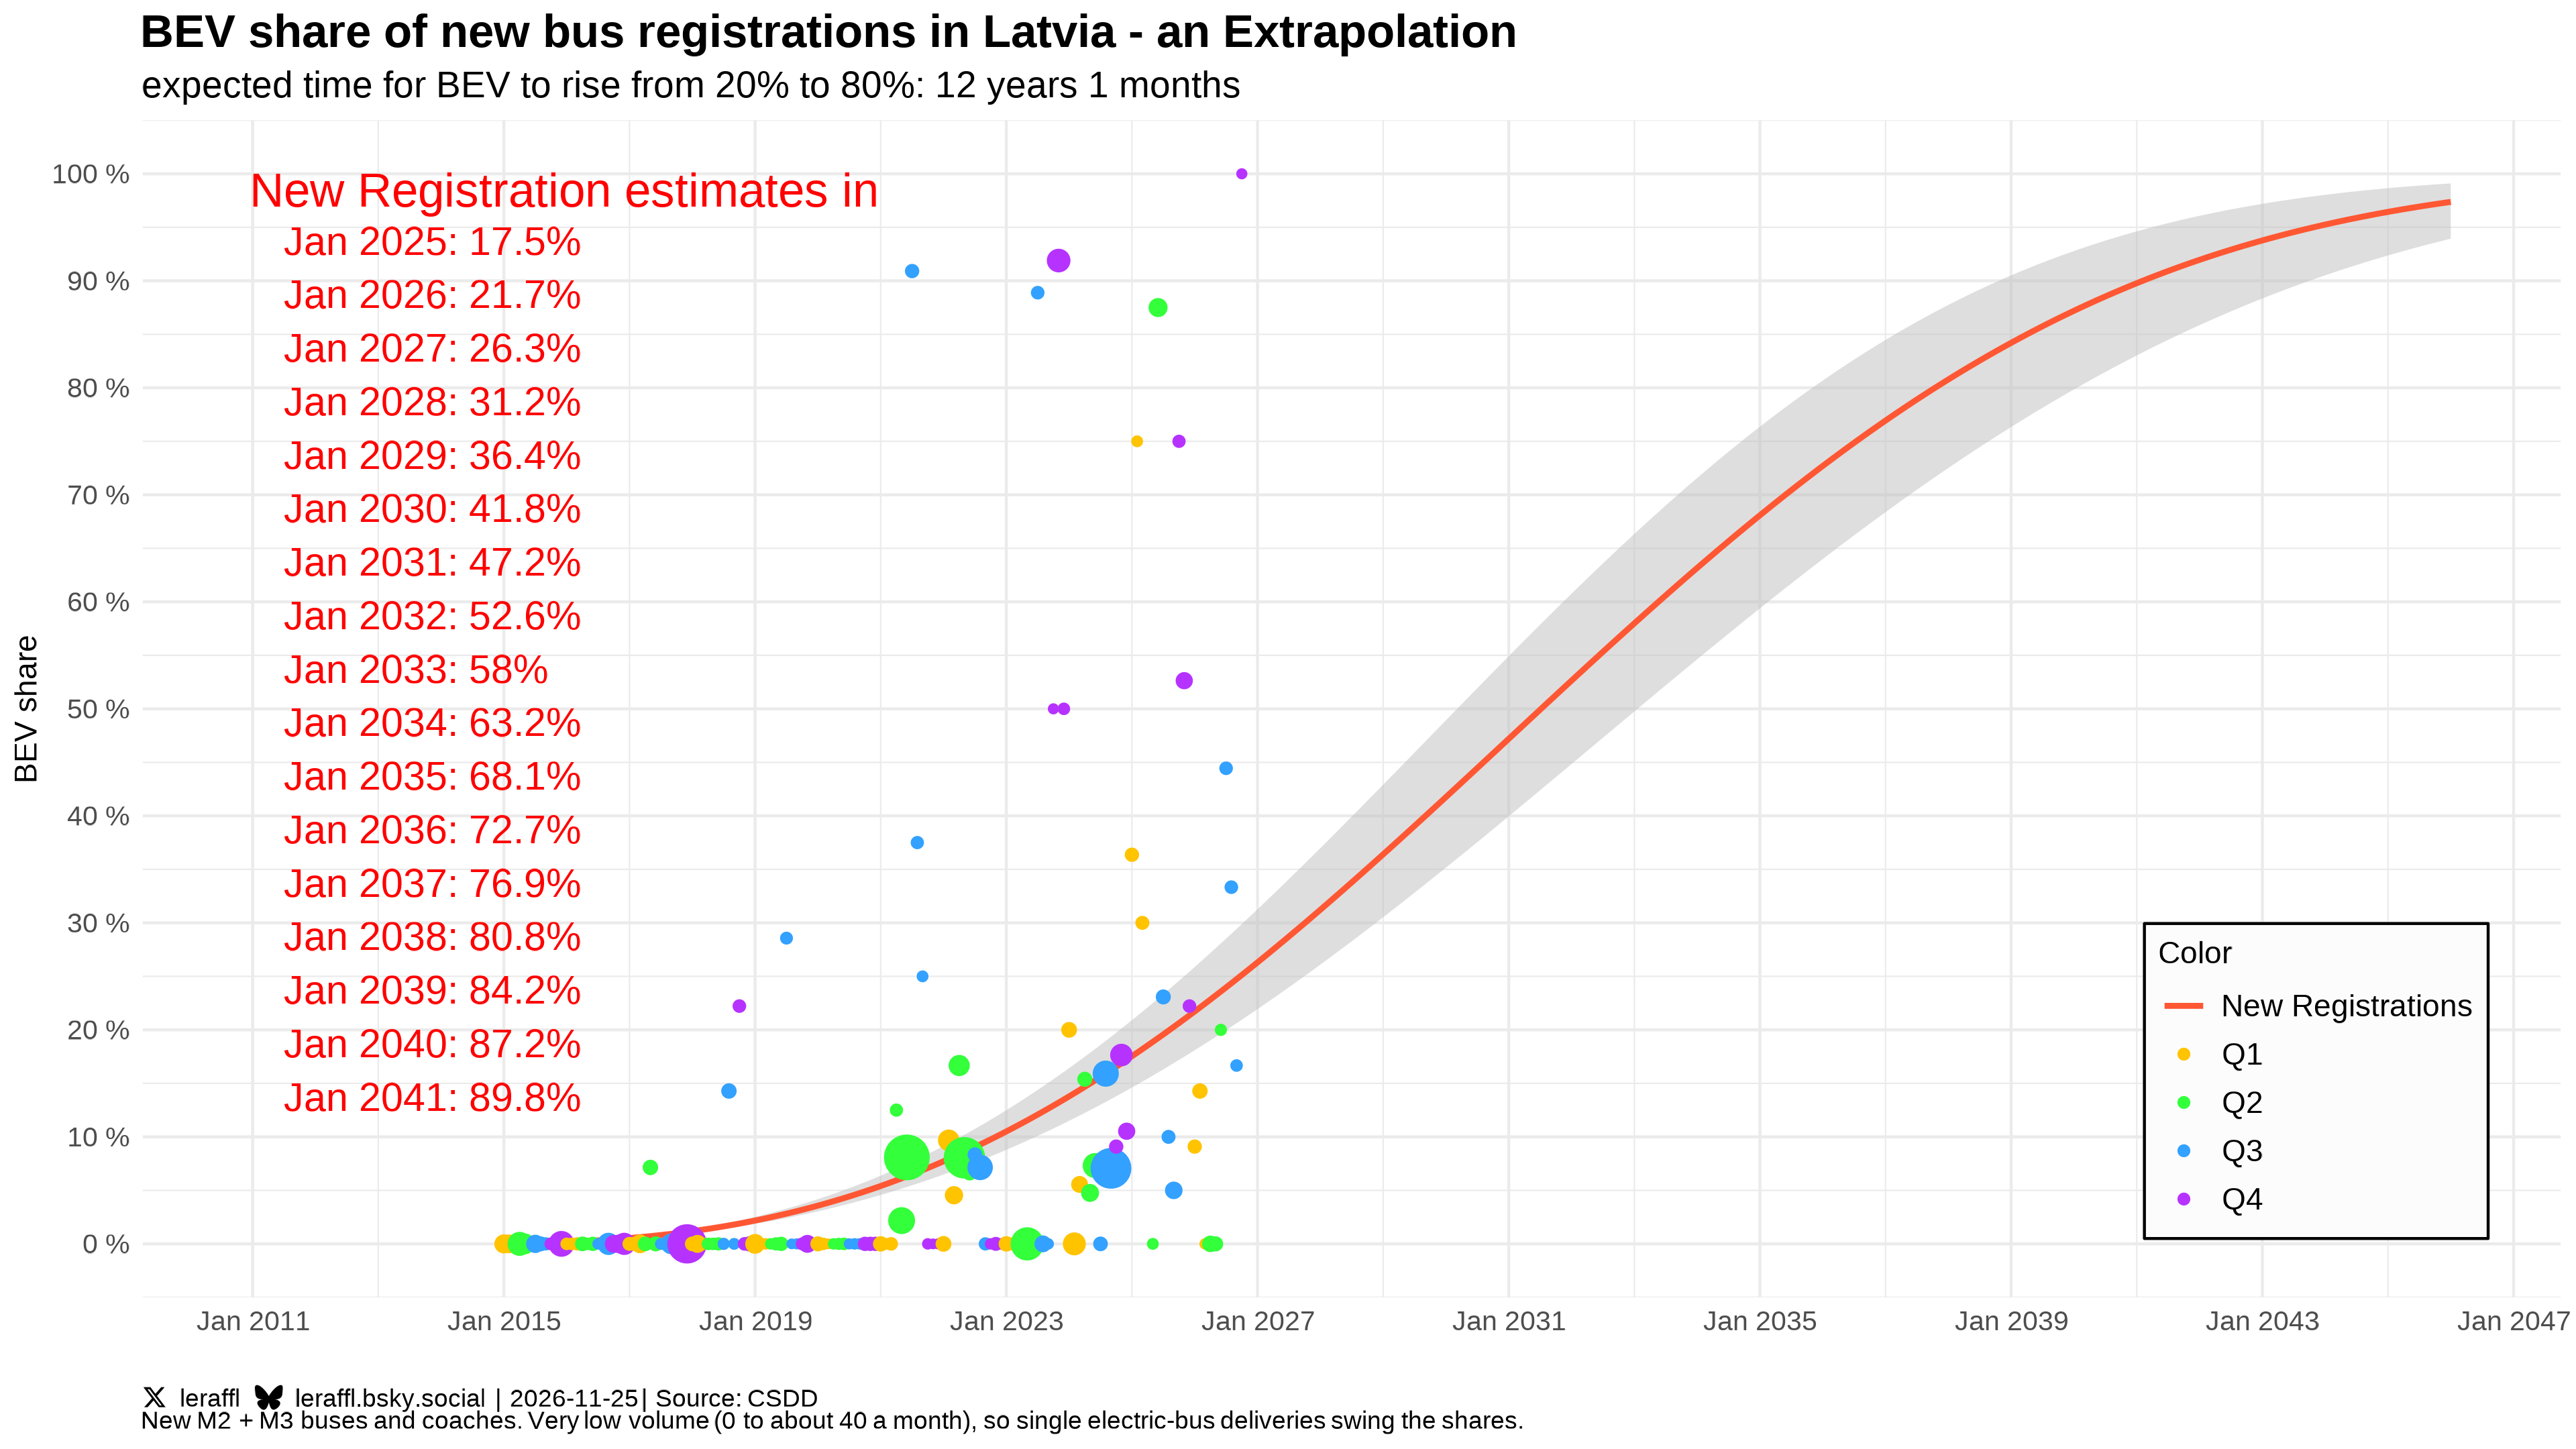 BEV share of new bus registrations in Latvia - an Extrapolation
expected time for BEV to rise from 20% to 80%: 12 years 1 months
BEV share
100 %
90 %
80 %
70 %
60 %
50 %
40 %
30 %
20 %
10 %
0 %
New Registration estimates in
Jan 2025: 17.5%
Jan 2026: 21.7%
Jan 2027: 26.3%
Jan 2028: 31.2%
Jan 2029: 36.4%
Jan 2030: 41.8%
Jan 2031: 47.2%
Jan 2032: 52.6%
Jan 2033: 58%
Jan 2034: 63.2%
Jan 2035: 68.1%
Jan 2036: 72.7%
Jan 2037: 76.9%
Jan 2038: 80.8%
Jan 2039: 84.2%
Jan 2040: 87.2%
Jan 2041: 89.8%
Color
New Registrations
Q1
Q2
Q3
Q4
Jan 2011 Jan 2015 Jan 2019 Jan 2023 Jan 2027 Jan 2031 Jan 2035 Jan 2039 Jan 2043 Jan 2047
leraffl leraffl.bsky.social | 2026-11-25 | Source: CSDD
New M2 + M3 buses and coaches. Very low volume (0 to about 40 a month), so single electric-bus deliveries swing the shares.